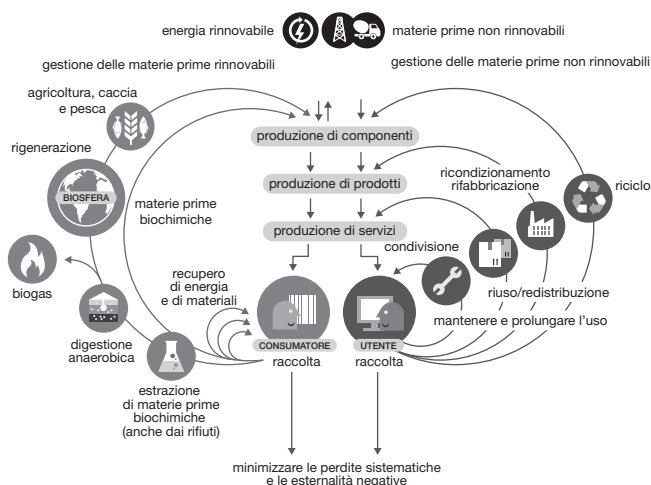 energia rinnovabile
materie prime non rinnovabili
gestione delle materie prime rinnovabili
gestione delle materie prime non rinnovabili
agricoltura, caccia
e pesca
produzione di componenti
rigenerazione
BIOSFERA
materie prime
biochimiche
produzione di prodotti
ricondizionamento
rifabbricazione
riciclo
produzione di servizi
condivisione
biogas
recupero
di energia
e di materiali
riuso/redistribuzione
mantenere e prolungare l’uso
digestione
anaerobica
CONSUMATORE
raccolta
UTENTE
raccolta
estrazione
di materie prime
biochimiche
(anche dai rifiuti)
minimizzare le perdite sistematiche
e le esternalità negative